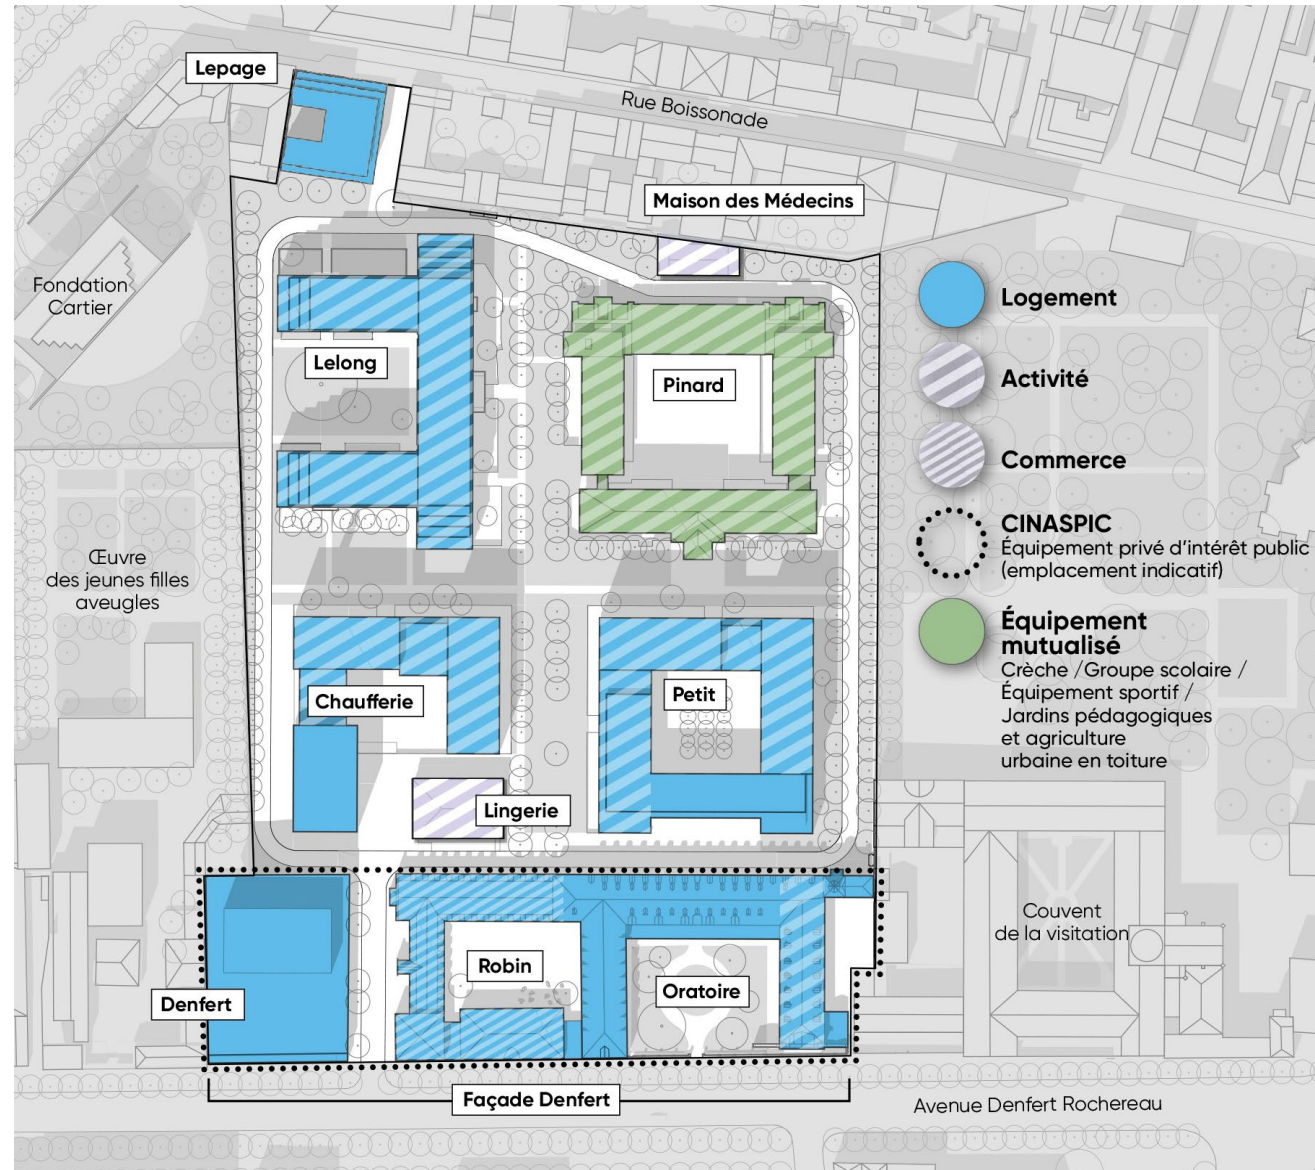 Lepage
Rue Boissonade
Maison des Médecins
Fondation
Cartier
Lelong
Pinard
Logement
Activité
Commerce
CINASPIC
Équipement privé d'intérêt public
(emplacement indicatif)
Équipement
mutualisé
Crèche / Groupe scolaire /
Équipement sportif /
Jardins pédagogiques
et agriculture
urbaine en toiture
Œuvre
des jeunes filles
aveugles
Chaufferie
Petit
Lingerie
Couvent
de la visitation
Robin
Oratoire
Denfert
Façade Denfert
Avenue Denfert Rochereau